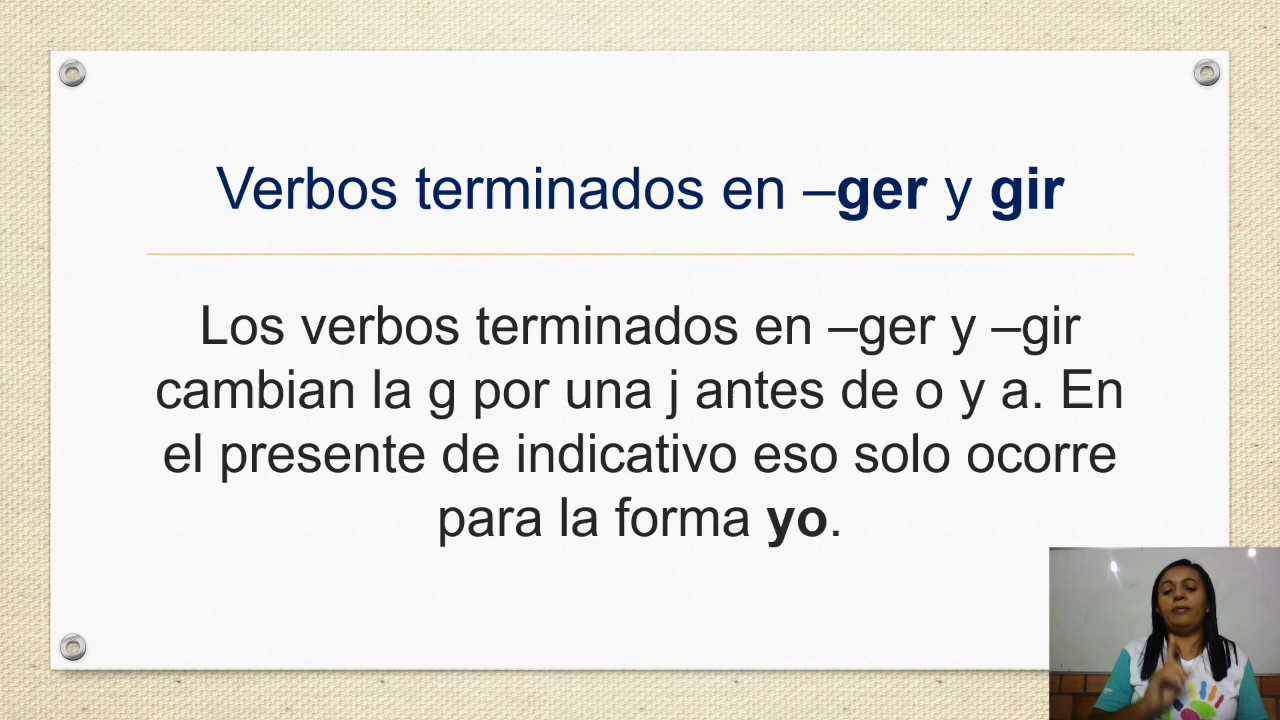 Verbos terminados en –ger y gir
Los verbos terminados en –ger y –gir
cambian la g por una j antes de o y a. En
el presente de indicativo eso solo ocorre
para la forma yo.